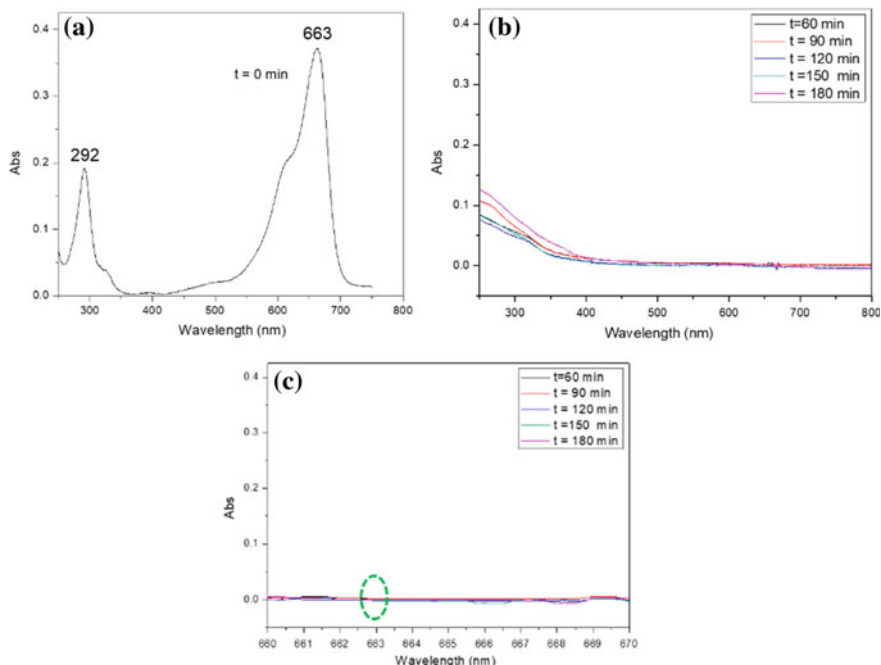 (a)
663
t = 0 min
292
Abs
0.4
0.3
0.2
0.1
0.0
300 400 500 600 700 800
Wavelength (nm)
(b)
t=60 min
t = 90 min
t = 120 min
t =150 min
t = 180 min
Abs
0.4
0.3
0.2
0.1
0.0
300 400 500 600 700 800
Wavelength (nm)
(c)
t=60 min
t = 90 min
t = 120 min
t =150 min
t = 180 min
Abs
0.4
0.3
0.2
0.1
0.0
660 661 662 663 664 665 666 667 668 669 670
Wavelength (nm)